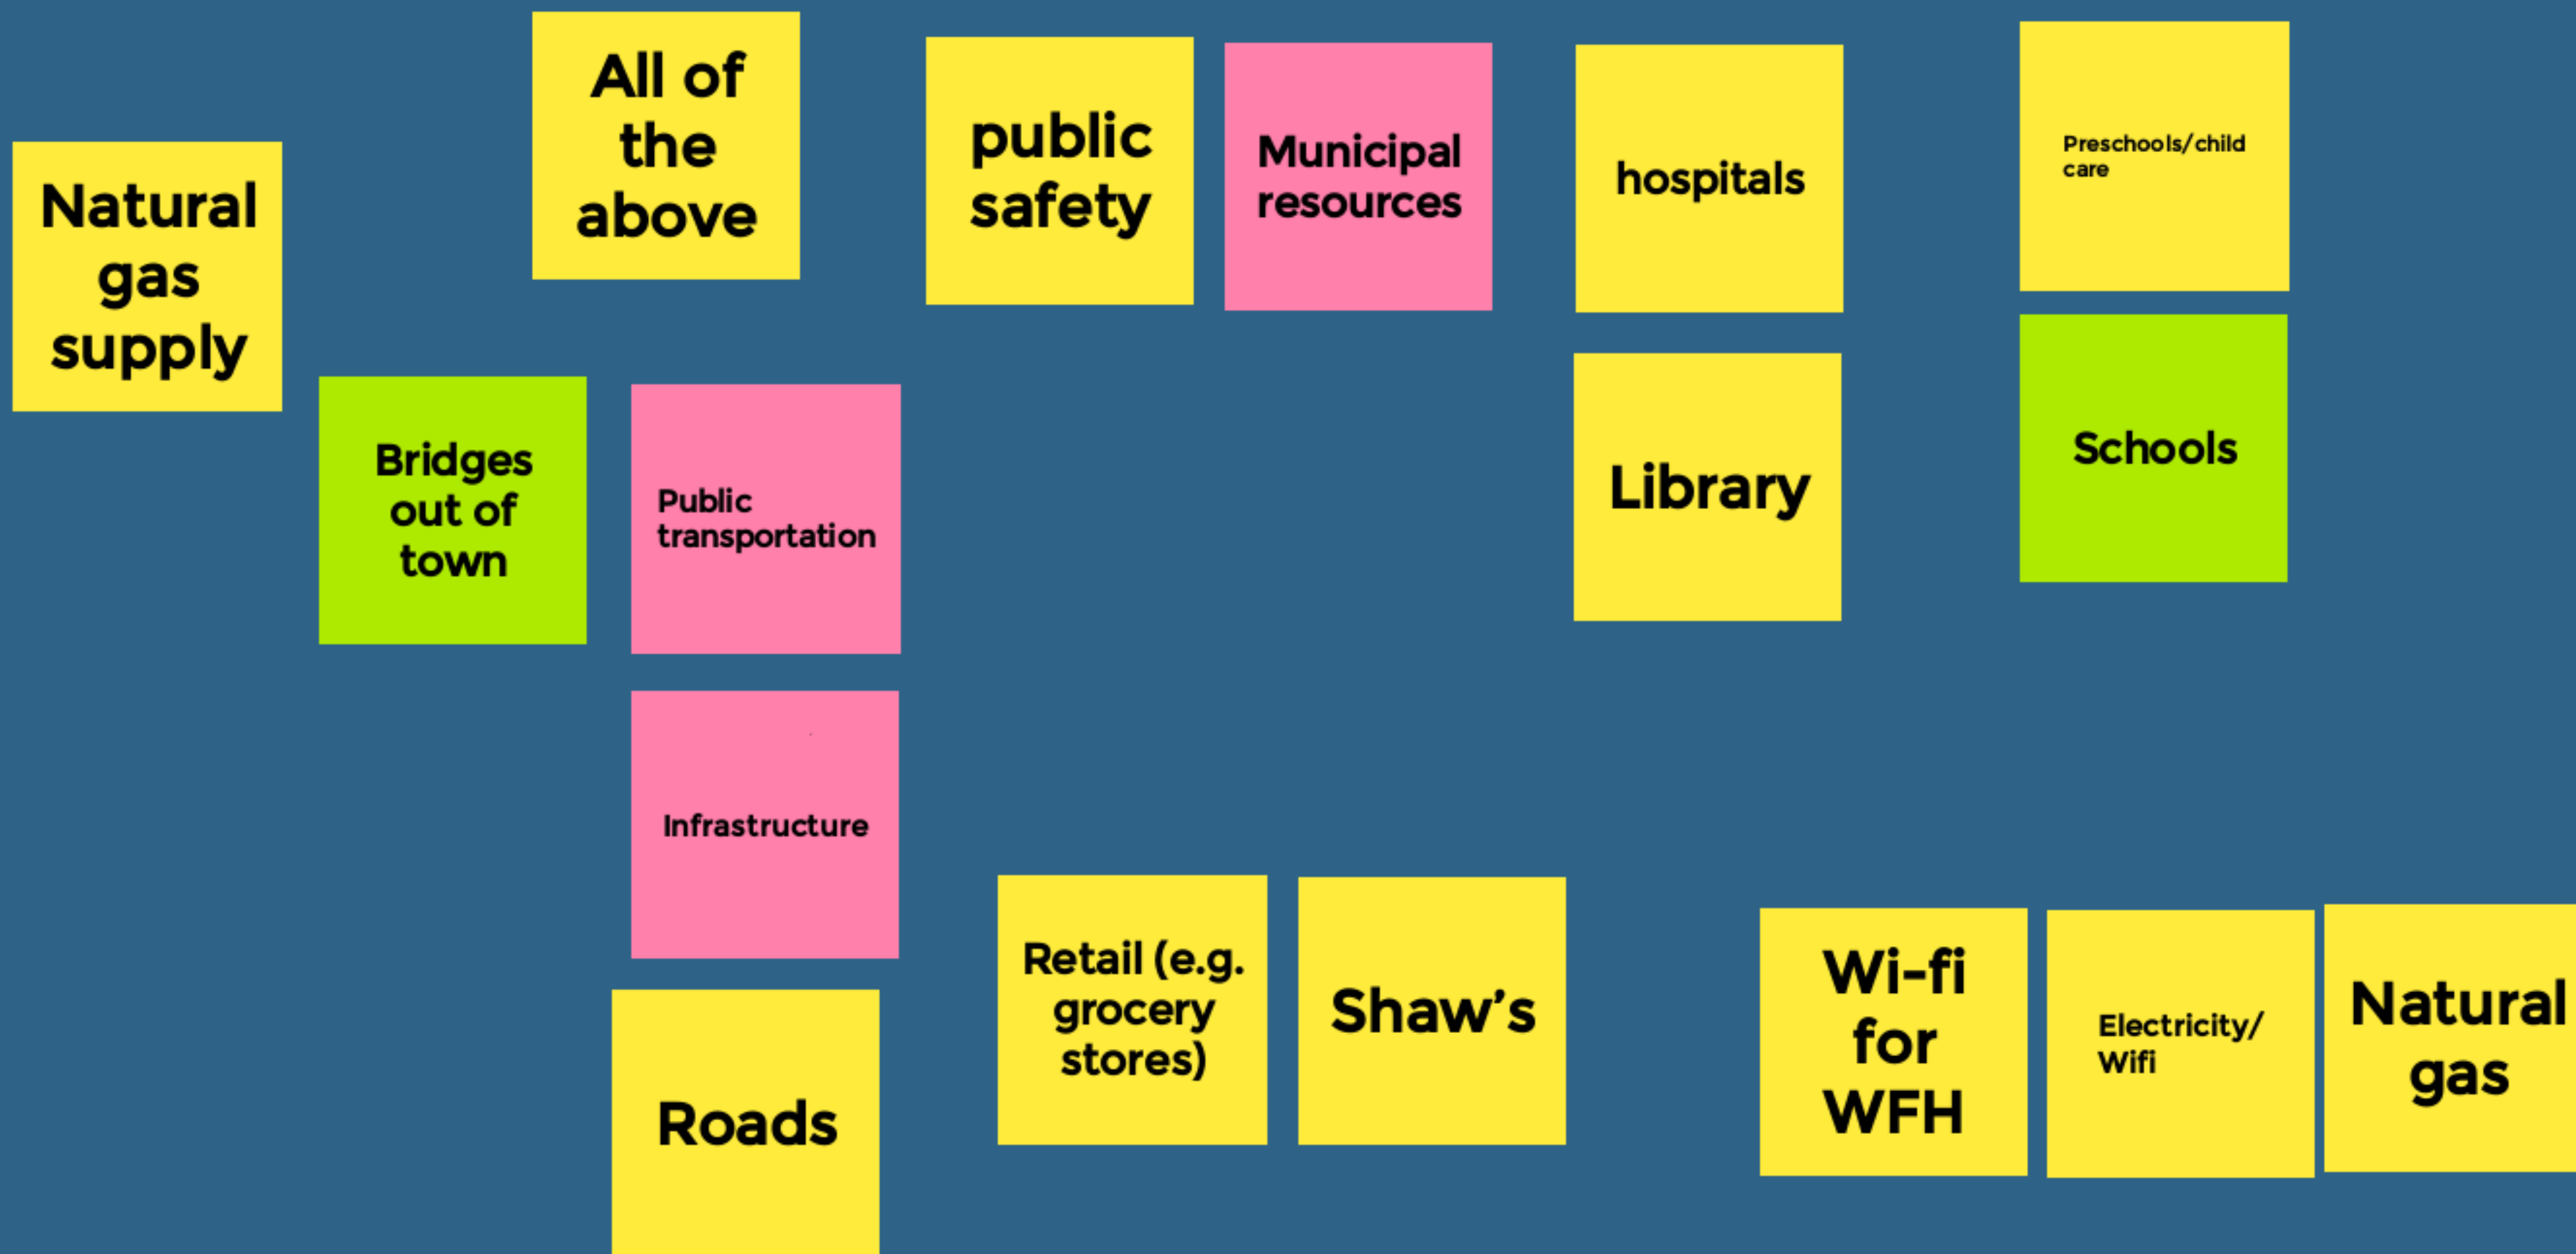 All of
the
above
public
safety
Municipal
resources
hospitals
Preschools/child
care
Natural
gas
supply
Bridges
out of
town
Public
transportation
Library
Schools
Infrastructure
Retail (e.g.
grocery
stores)
Shaw’s
Wi-fi
for
WFH
Electricity/
Wifi
Natural
gas
Roads